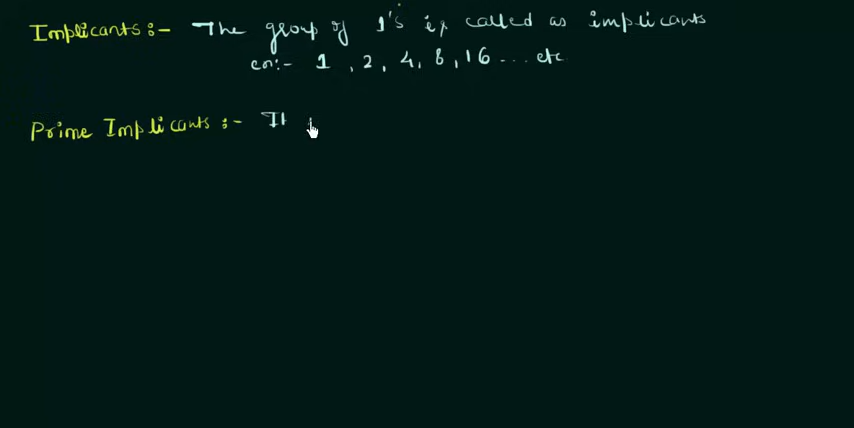 Implicants :- The group of 1's is called as implicants
ex:- 1, 2, 4, 8, 16 ... etc
Prime Implicants :- It